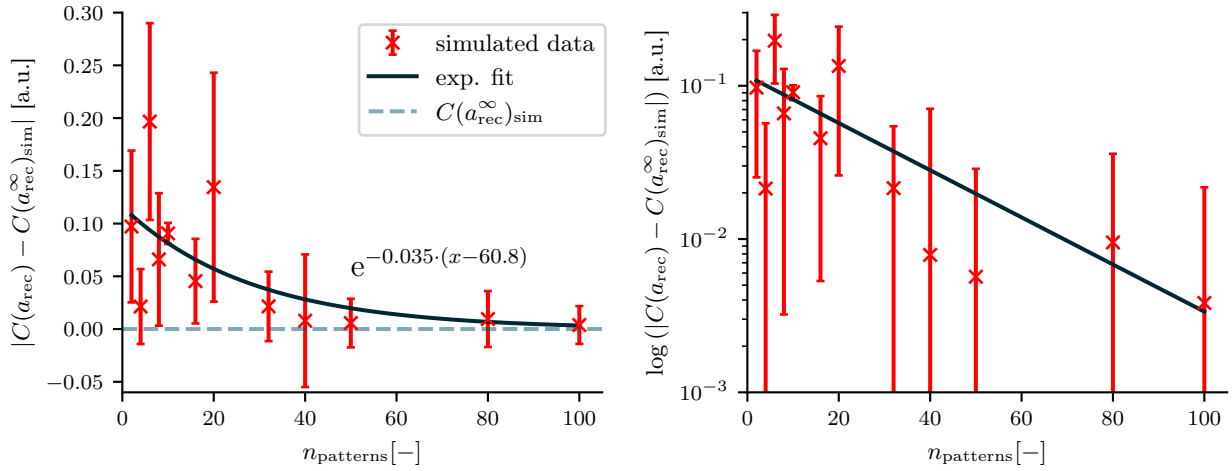 |C(a_rec) − C(a_rec^∞)_sim| [a.u.]
0.30
0.25
0.20
0.15
0.10
0.05
0.00
−0.05
0 20 40 60 80 100
n_patterns[−]
simulated data
exp. fit
C(a_rec^∞)_sim
e^−0.035·(x−60.8)
log (|C(a_rec) − C(a_rec^∞)_sim|) [a.u.]
10^−1
10^−2
10^−3
0 20 40 60 80 100
n_patterns[−]